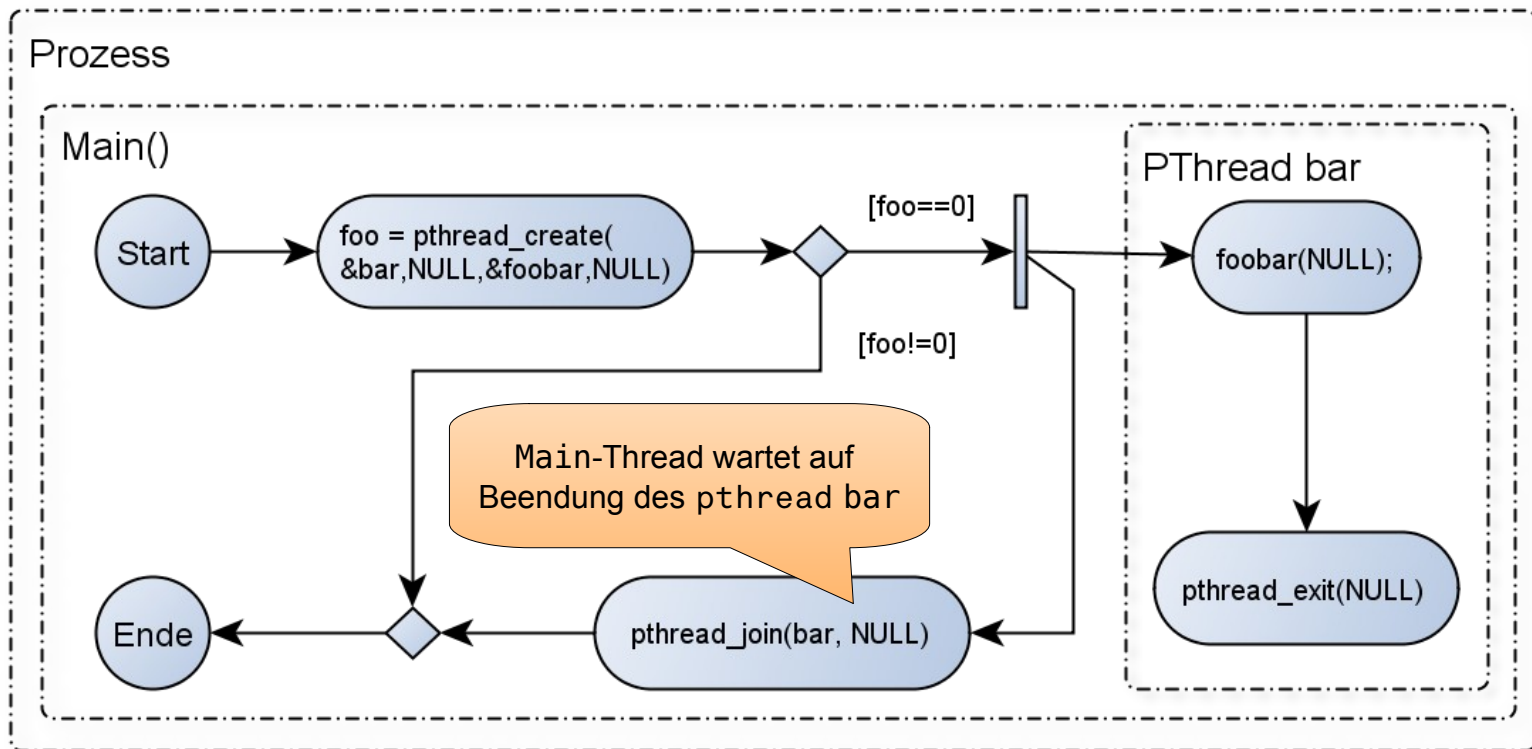 Prozess
Main()
PThread bar
Start
foo = pthread_create(
&bar,NULL,&foobar,NULL)
[foo==0]
foobar(NULL);
[foo!=0]
Main-Thread wartet auf
Beendung des pthread bar
Ende
pthread_join(bar, NULL)
pthread_exit(NULL)